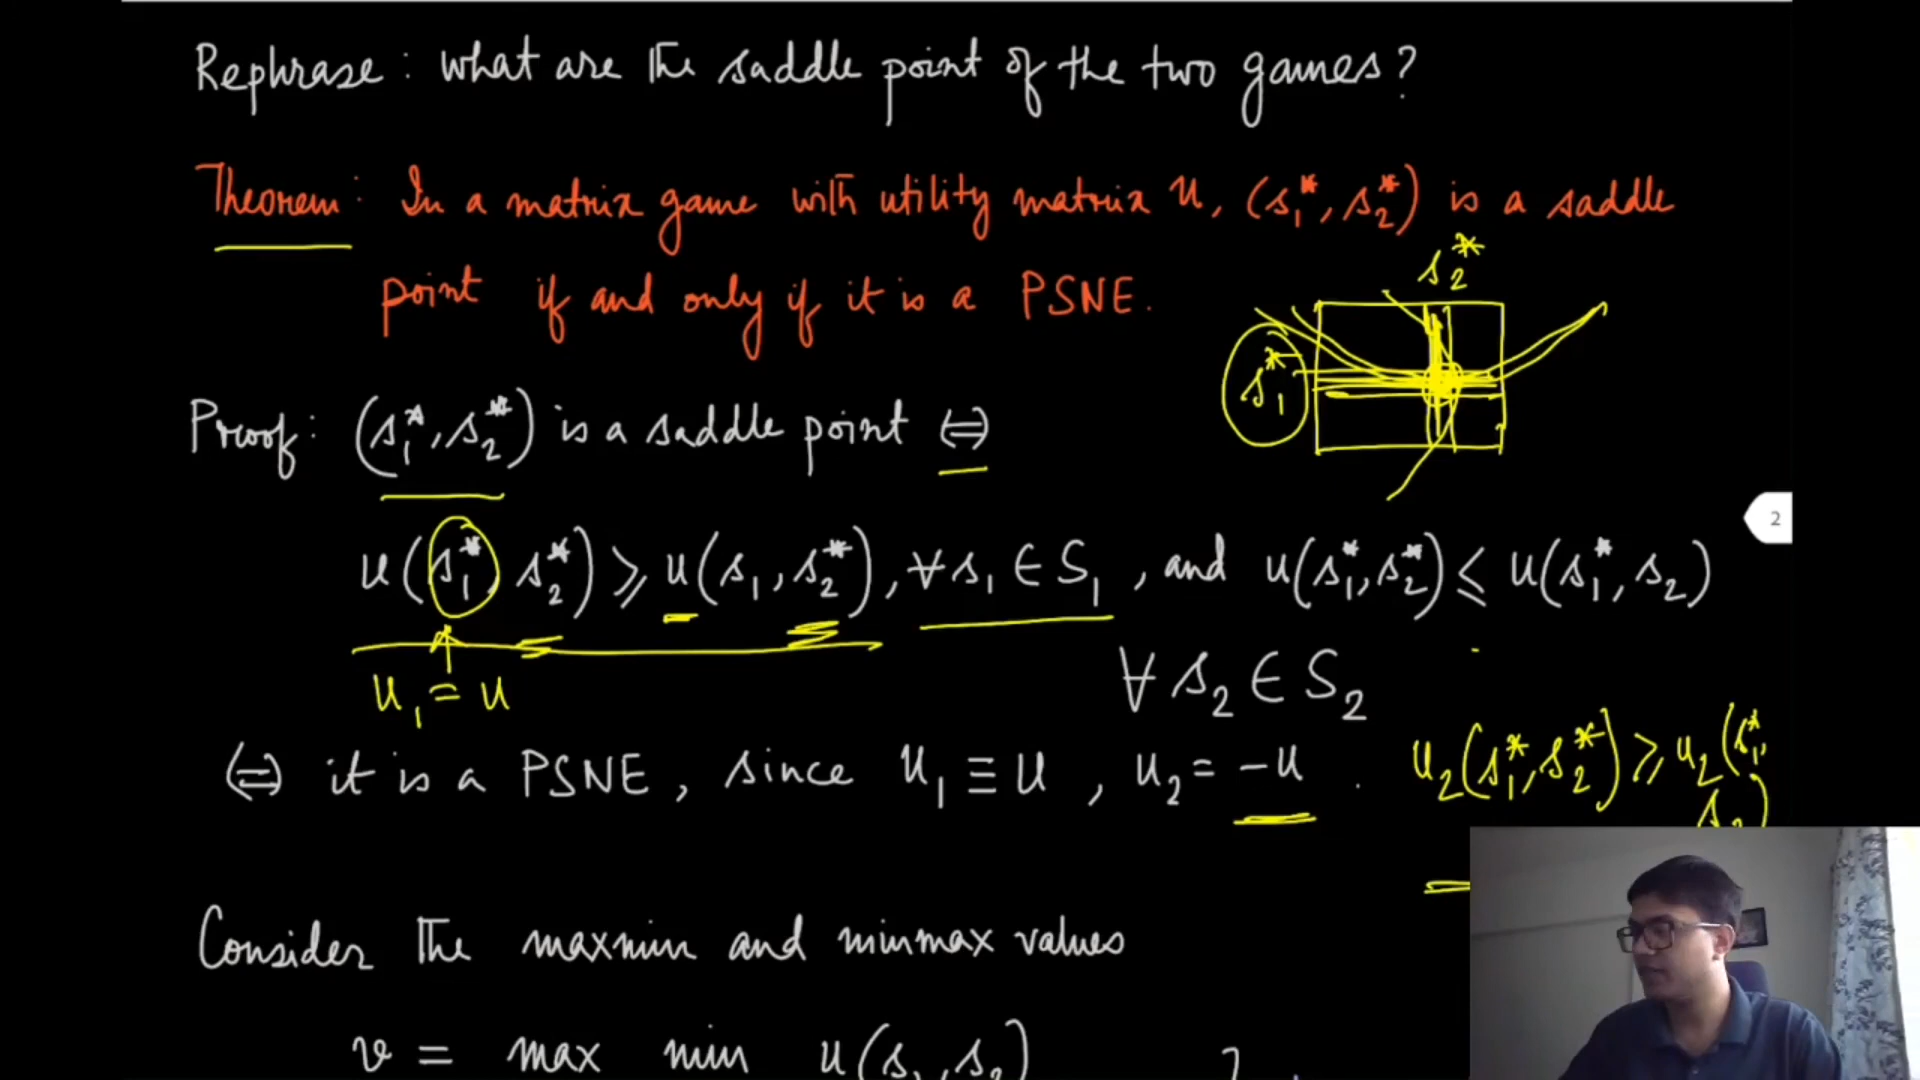 Rephrase : what are the saddle point of the two games?
Theorem : In a matrix game with utility matrix u, (s₁*, s₂*) is a saddle
point if and only if it is a PSNE.
s₂*
s₁*
Proof : (s₁*, s₂*) is a saddle point ⇔
u(s₁*, s₂*) ≥ u(s₁, s₂*), ∀ s₁ ∈ S₁, and u(s₁*, s₂*) ≤ u(s₁*, s₂)
2
u₁ = u
∀ s₂ ∈ S₂
⇔ it is a PSNE, since u₁ ≡ u, u₂ = -u .
u₂(s₁*, s₂*) ≥ u₂(s₁*,
s₂)
Consider the maxmin and minmax values
v = max min u(s₁, s₂)